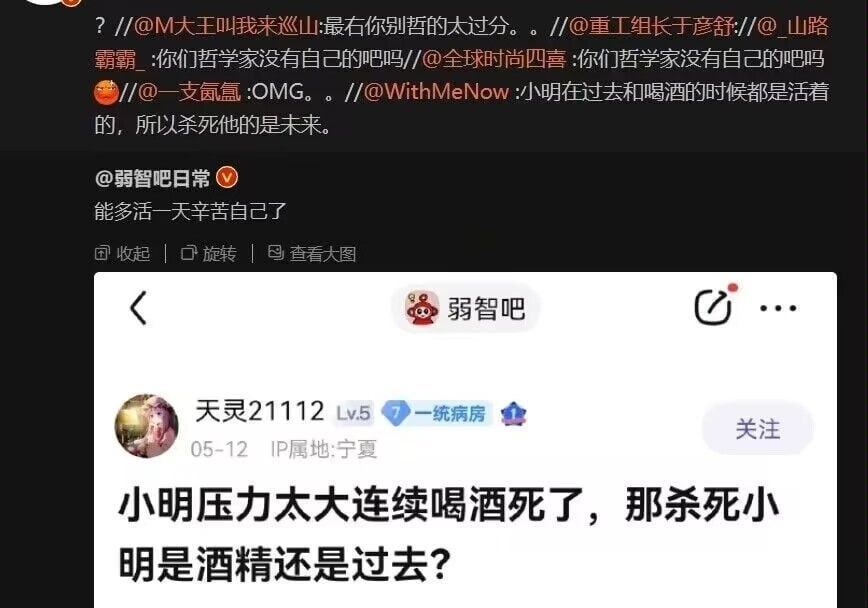 ? //@M大王叫我来巡山:最右你别哲的太过分。。//@重工组长于彦舒://@_山路
霸霸_ :你们哲学家没有自己的吧吗//@全球时尚四喜 :你们哲学家没有自己的吧吗
//@一支氤氲 :OMG。。//@WithMeNow :小明在过去和喝酒的时候都是活着
的，所以杀死他的是未来。
@弱智吧日常
能多活一天辛苦自己了
收起 | 旋转 | 查看大图
弱智吧
天灵21112 Lv.5 7 一统病房 1
05-12 IP属地:宁夏
关注
小明压力太大连续喝酒死了，那杀死小
明是酒精还是过去?